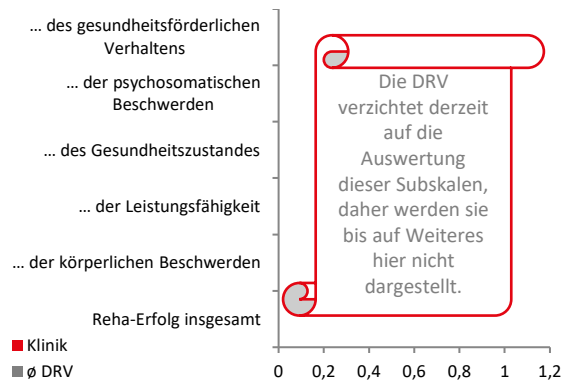 ... des gesundheitsförderlichen
Verhaltens
... der psychosomatischen
Beschwerden
... des Gesundheitszustandes
... der Leistungsfähigkeit
... der körperlichen Beschwerden
Reha-Erfolg insgesamt
Die DRV
verzichtet derzeit
auf die
Auswertung
dieser Subskalen,
daher werden sie
bis auf Weiteres
hier nicht
dargestellt.
Klinik
ø DRV
0 0,2 0,4 0,6 0,8 1 1,2